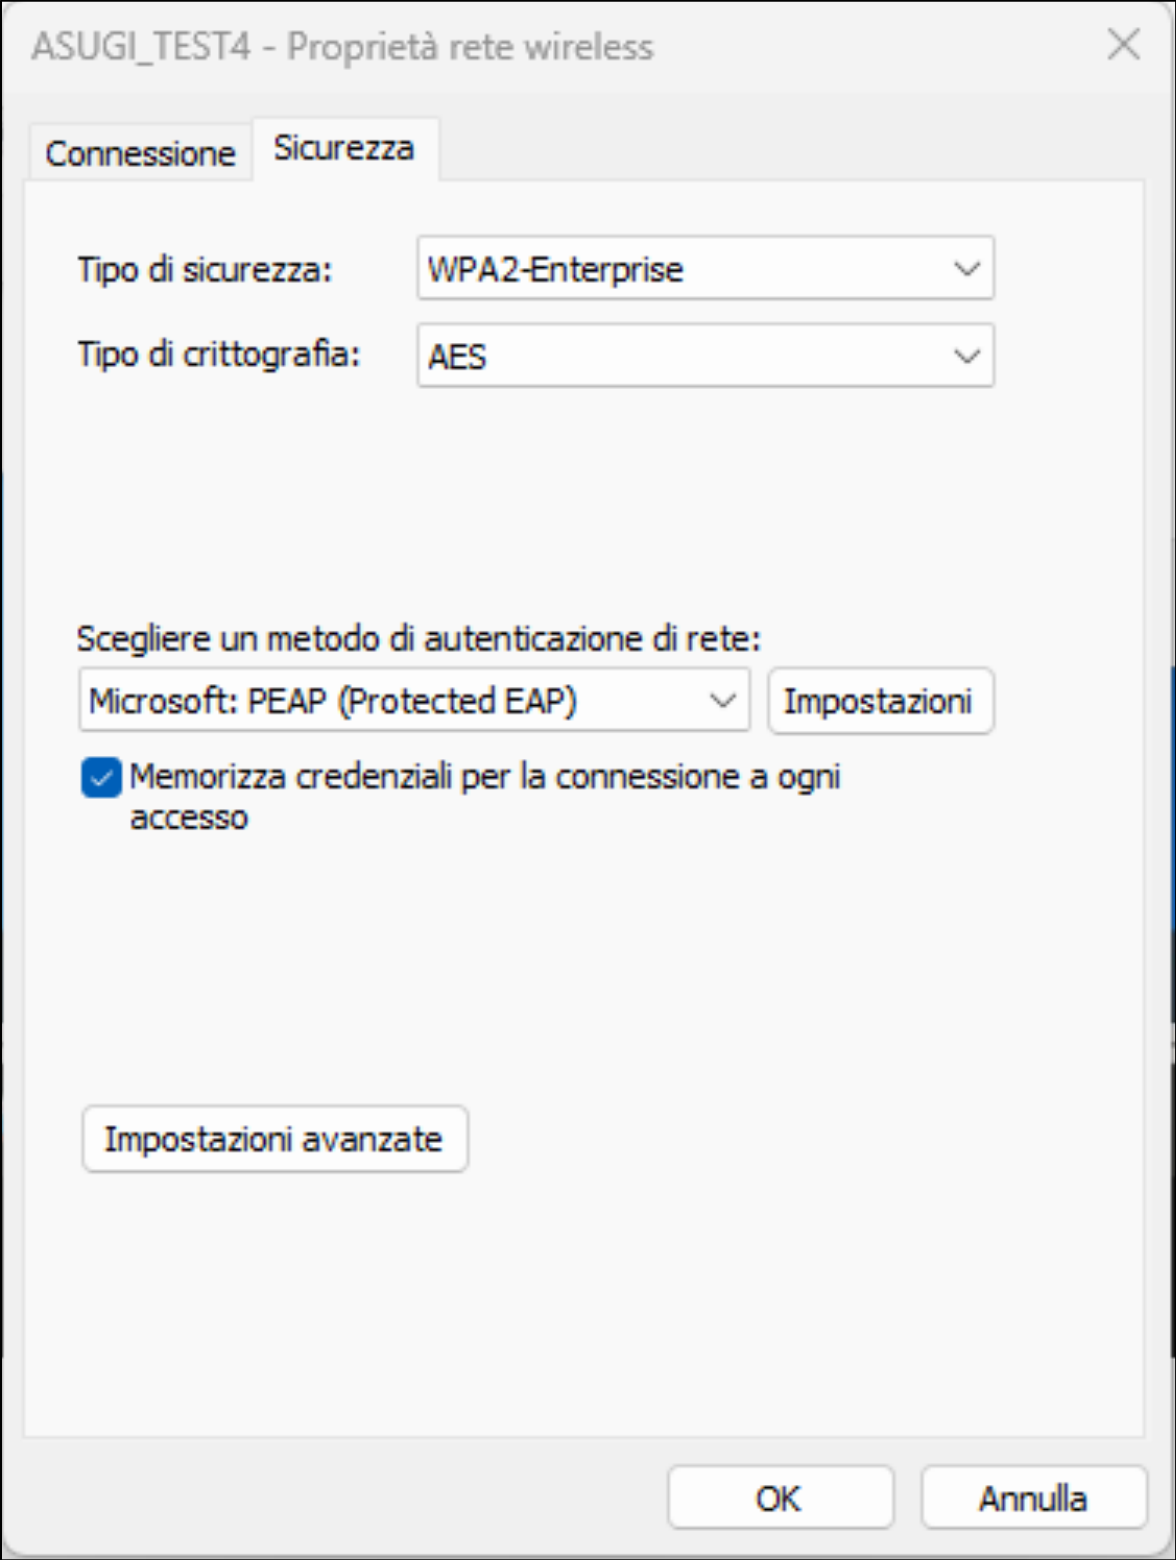 ASUGI_TEST4 - Proprietà rete wireless
Connessione
Sicurezza
Tipo di sicurezza:
WPA2-Enterprise
Tipo di crittografia:
AES
Scegliere un metodo di autenticazione di rete:
Microsoft: PEAP (Protected EAP)
Impostazioni
Memorizza credenziali per la connessione a ogni
accesso
Impostazioni avanzate
OK
Annulla